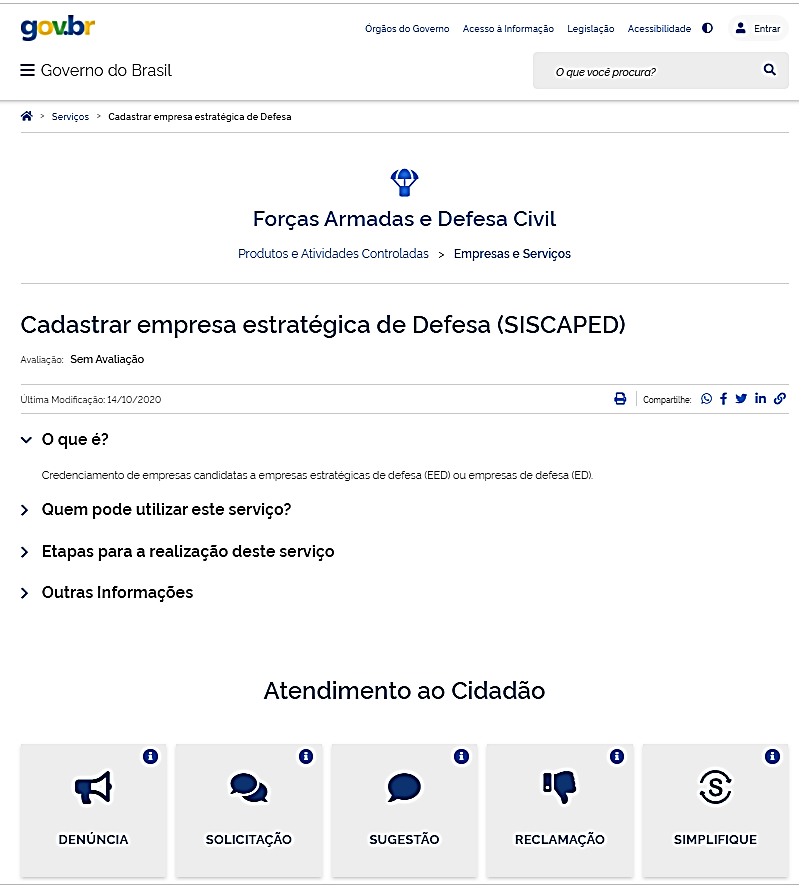 gov.br
Órgãos do Governo Acesso à Informação Legislação Acessibilidade Entrar
Governo do Brasil
O que você procura?
> Serviços > Cadastrar empresa estratégica de Defesa
Forças Armadas e Defesa Civil
Produtos e Atividades Controladas > Empresas e Serviços
Cadastrar empresa estratégica de Defesa (SISCAPED)
Avaliação: Sem Avaliação
Última Modificação: 14/10/2020 Compartilhe:
O que é?
Credenciamento de empresas candidatas a empresas estratégicas de defesa (EED) ou empresas de defesa (ED).
Quem pode utilizar este serviço?
Etapas para a realização deste serviço
Outras Informações
Atendimento ao Cidadão
DENÚNCIA SOLICITAÇÃO SUGESTÃO RECLAMAÇÃO SIMPLIFIQUE